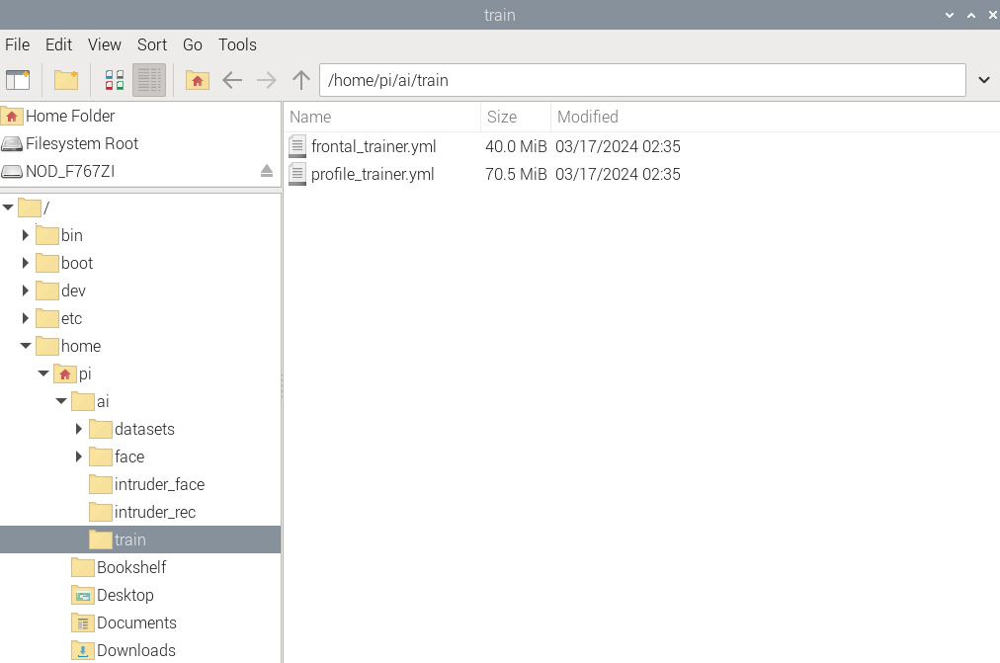 train
File Edit View Sort Go Tools
/home/pi/ai/train
Home Folder
Filesystem Root
NOD_F767ZI
/
bin
boot
dev
etc
home
pi
ai
datasets
face
intruder_face
intruder_rec
train
Bookshelf
Desktop
Documents
Downloads
Name Size Modified
frontal_trainer.yml 40.0 MiB 03/17/2024 02:35
profile_trainer.yml 70.5 MiB 03/17/2024 02:35